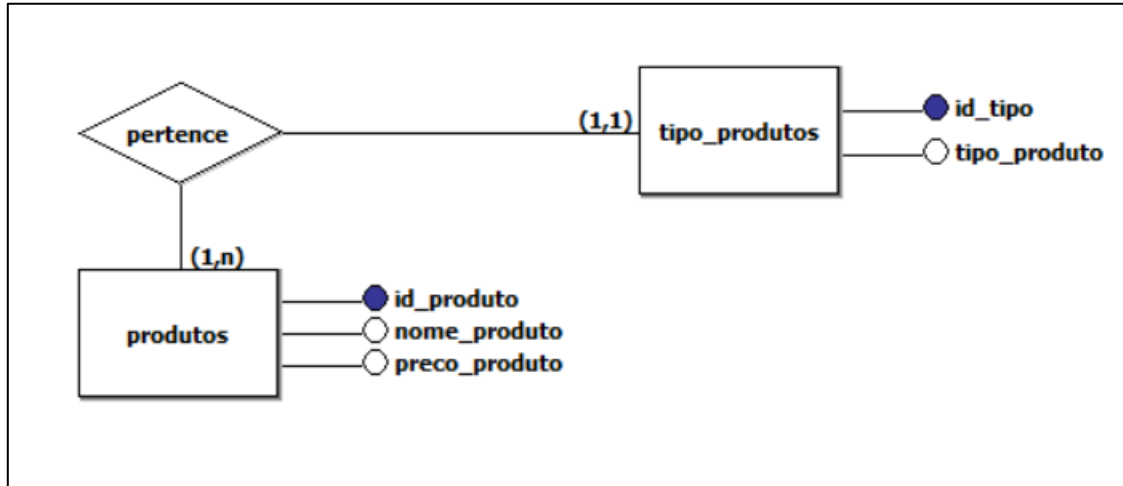 (1,1)
tipo_produtos
id_tipo
tipo_produto
pertence
(1,n)
produtos
id_produto
nome_produto
preco_produto